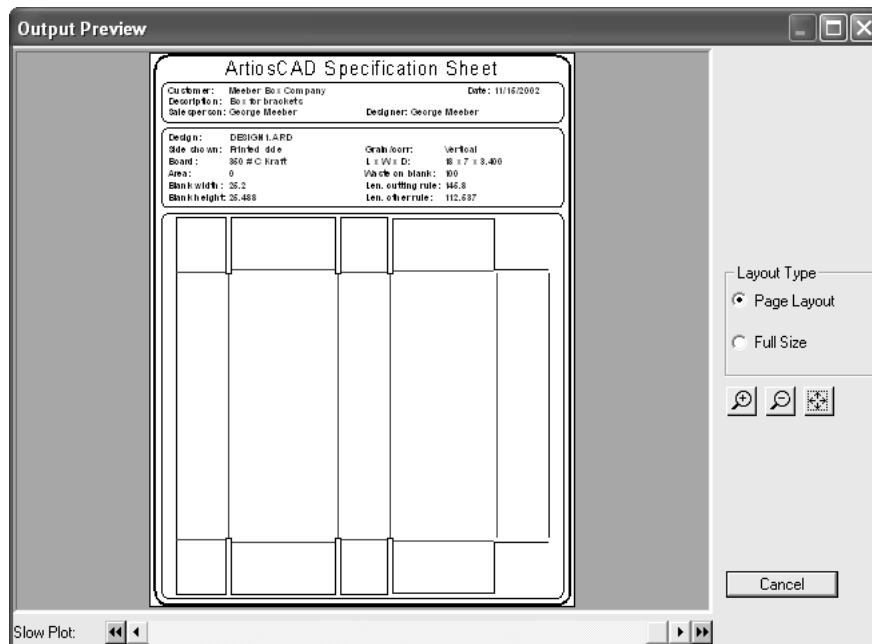 Output Preview
ArtiosCAD Specification Sheet
Customer: Meeber Box Company Date: 11/15/2002
Description: Box for brackets
Salesperson: George Meeber Designer: George Meeber
Design: DESIGN1.ARD
Side shown: Printed side Grain/corr: Vertical
Board: 350 # C Kraft L x W x D: 18 x 7 x 3.400
Area: 0 Waste on blank: 100
Blank width: 25.2 Len. cutting rule: 145.8
Blank height: 25.488 Len. other rule: 112.537
Layout Type
Page Layout
Full Size
Cancel
Slow Plot: